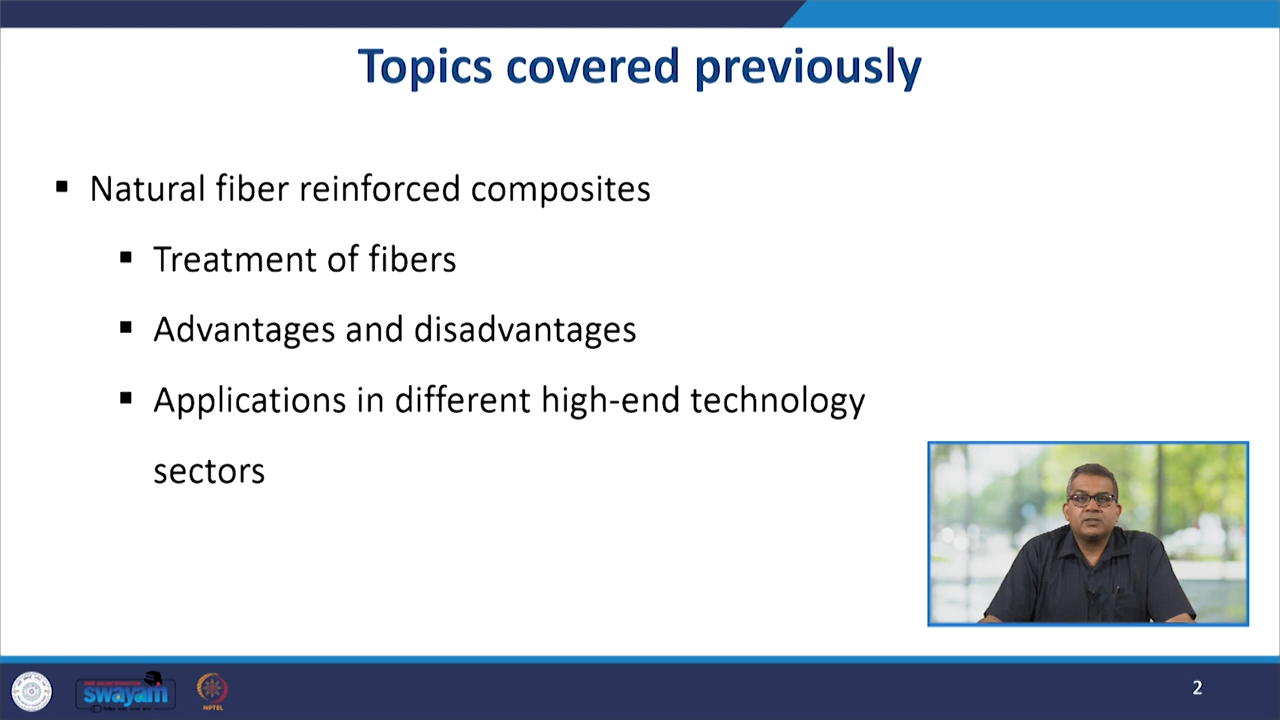 Topics covered previously
▪ Natural fiber reinforced composites
▪ Treatment of fibers
▪ Advantages and disadvantages
▪ Applications in different high-end technology
sectors
swayam
NPTEL
2